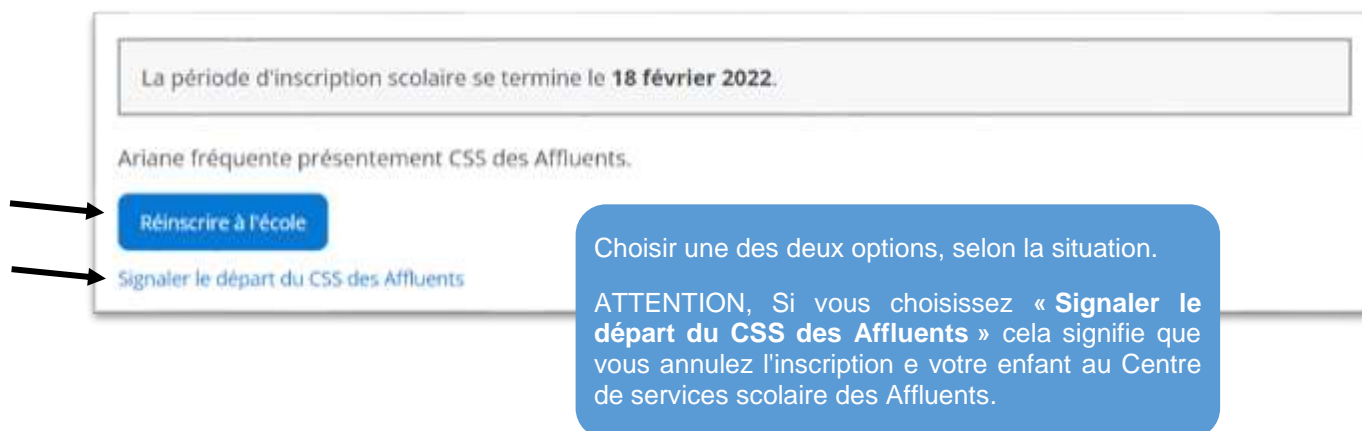 La période d'inscription scolaire se termine le 18 février 2022.
Ariane fréquente présentement CSS des Affluents.
Réinscrire à l'école
Signaler le départ du CSS des Affluents
Choisir une des deux options, selon la situation.
ATTENTION, Si vous choisissez « Signaler le
départ du CSS des Affluents » cela signifie que
vous annulez l'inscription e votre enfant au Centre
de services scolaire des Affluents.